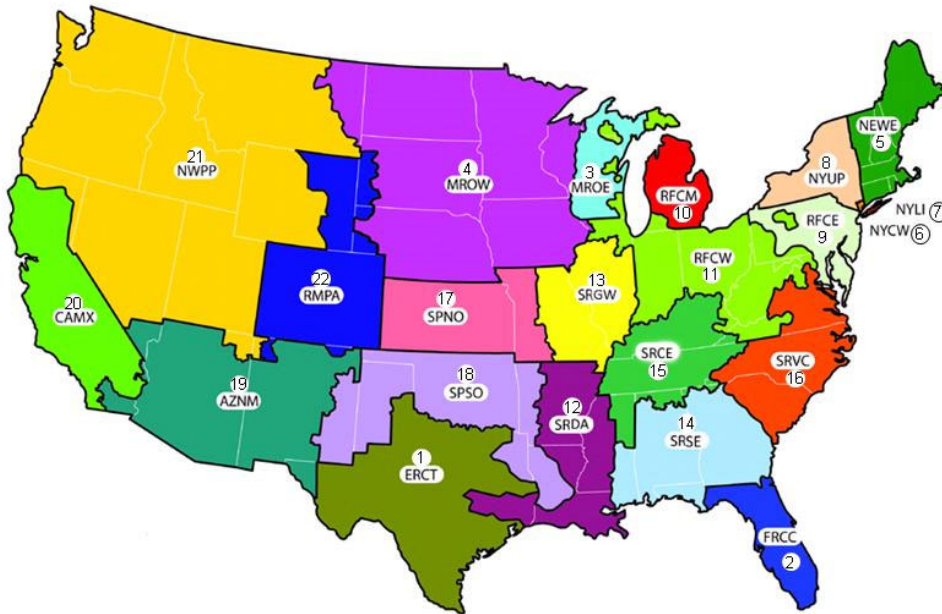 21
NWPP
4
MROW
3
MROE
RFCM
10
8
NYUP
NEWE
5
NYLI 7
NYCW 6
RFCE
9
RFCW
11
13
SRGW
22
RMPA
17
SPNO
20
CAMX
SRCE
15
SRVC
16
19
AZNM
18
SPSO
12
SRDA
14
SRSE
1
ERCT
FRCC
2